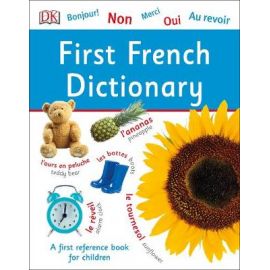 DK
Bonjour!
Non
Merci
Oui
Au revoir
First French
Dictionary
l'ananas
pineapple
l'ours en peluche
teddy bear
les bottes
boots
le réveil
alarm clock
le tournesol
sunflower
A first reference book
for children